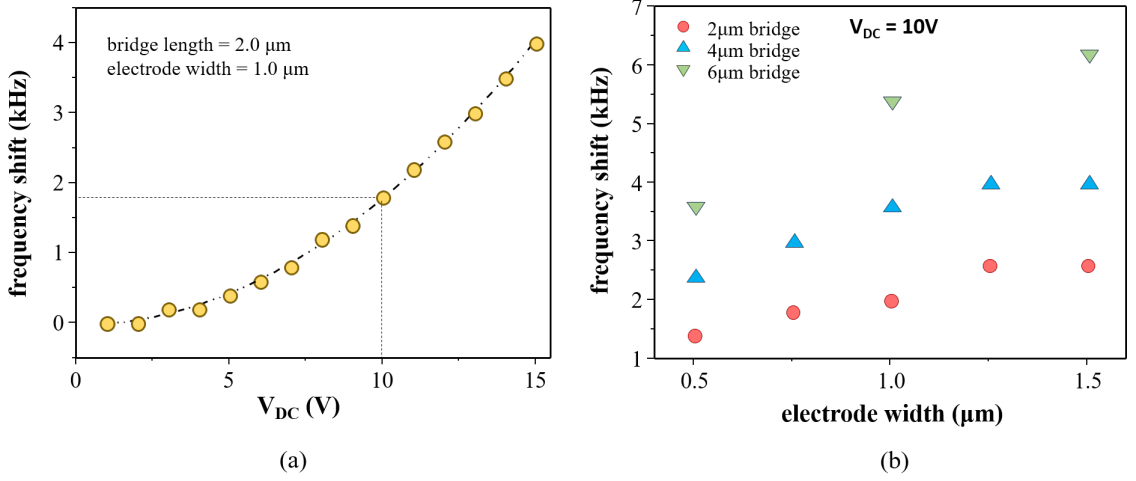 4
3
2
1
0
frequency shift (kHz)
bridge length = 2.0 μm
electrode width = 1.0 μm
0
5
10
15
V_DC (V)
(a)
7
6
5
4
3
2
1
frequency shift (kHz)
V_DC = 10V
2μm bridge
4μm bridge
6μm bridge
0.5
1.0
1.5
electrode width (μm)
(b)